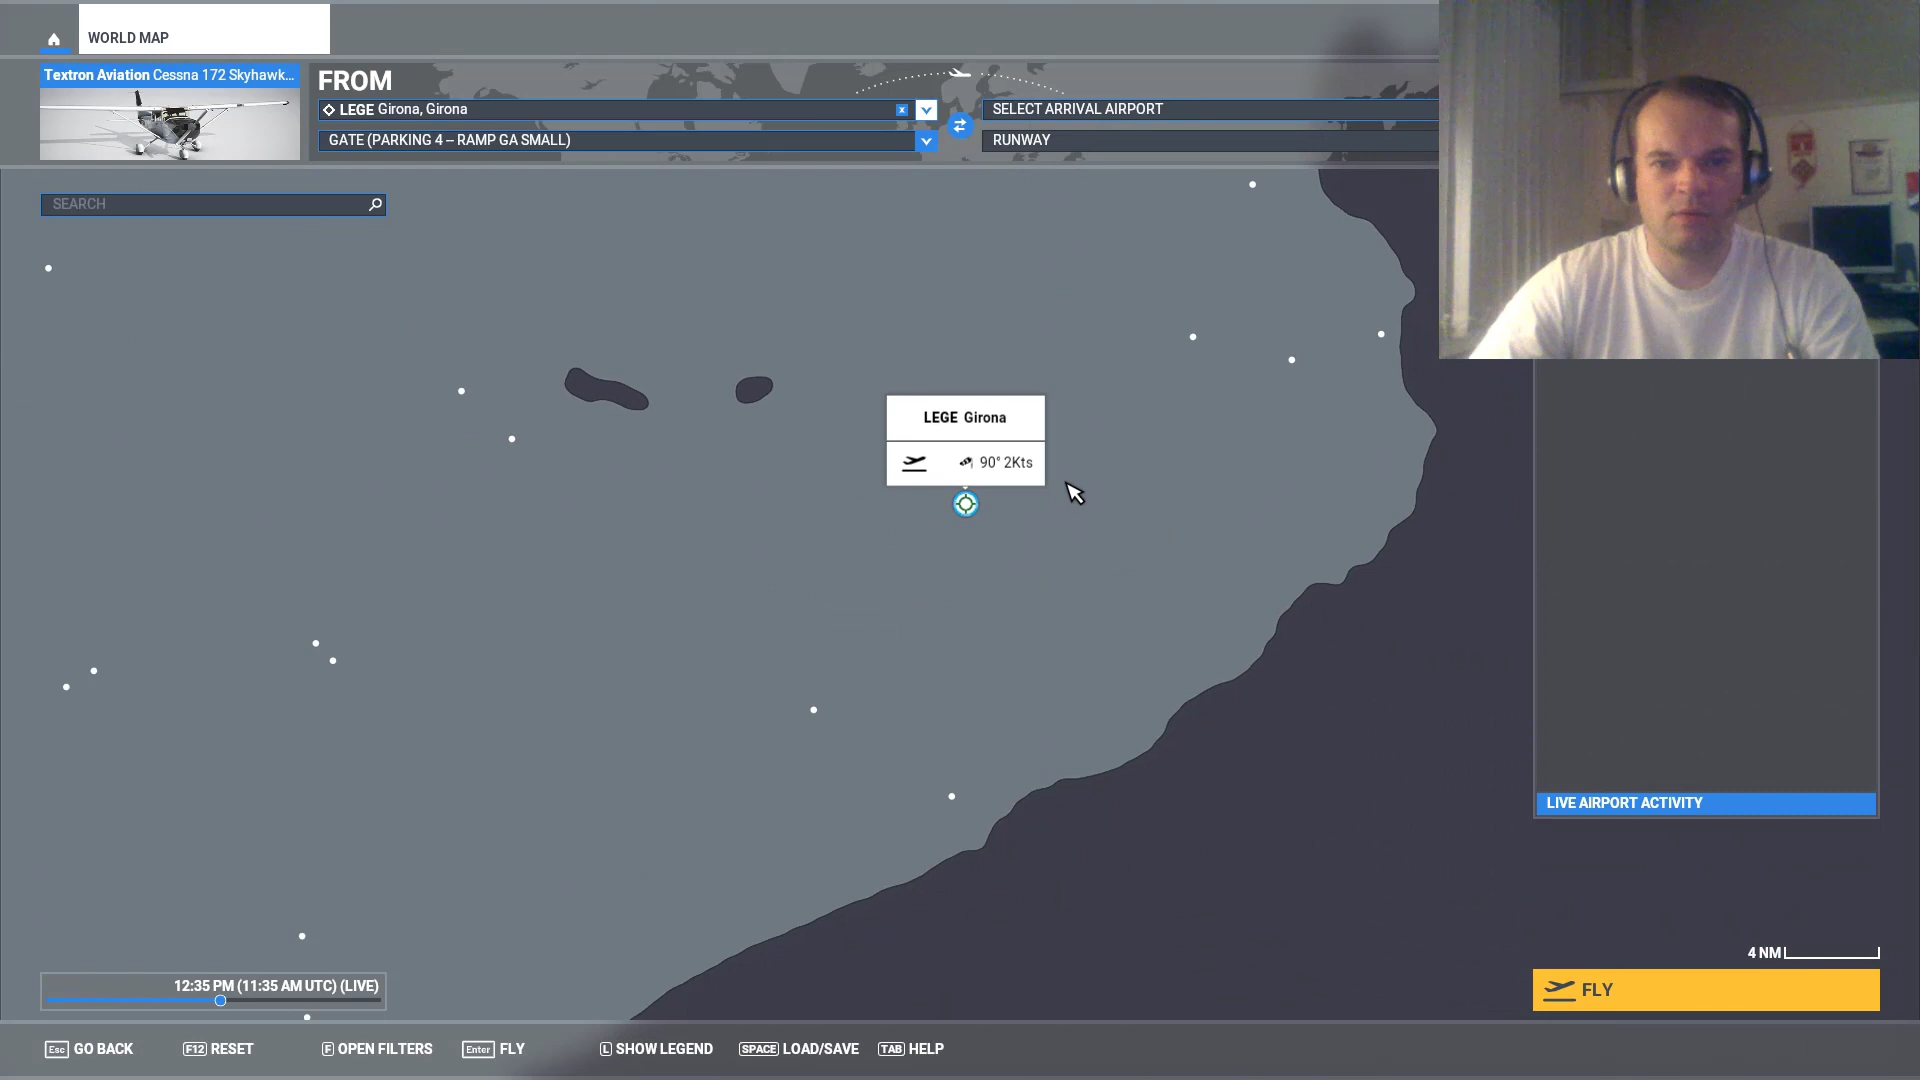 WORLD MAP
Textron Aviation Cessna 172 Skyhawk...
FROM
LEGE Girona, Girona
x
GATE (PARKING 4 – RAMP GA SMALL)
SELECT ARRIVAL AIRPORT
RUNWAY
SEARCH
LEGE Girona
90° 2Kts
LIVE AIRPORT ACTIVITY
4 NM
12:35 PM (11:35 AM UTC) (LIVE)
FLY
Esc GO BACK
F12 RESET
F OPEN FILTERS
Enter FLY
L SHOW LEGEND
SPACE LOAD/SAVE
TAB HELP